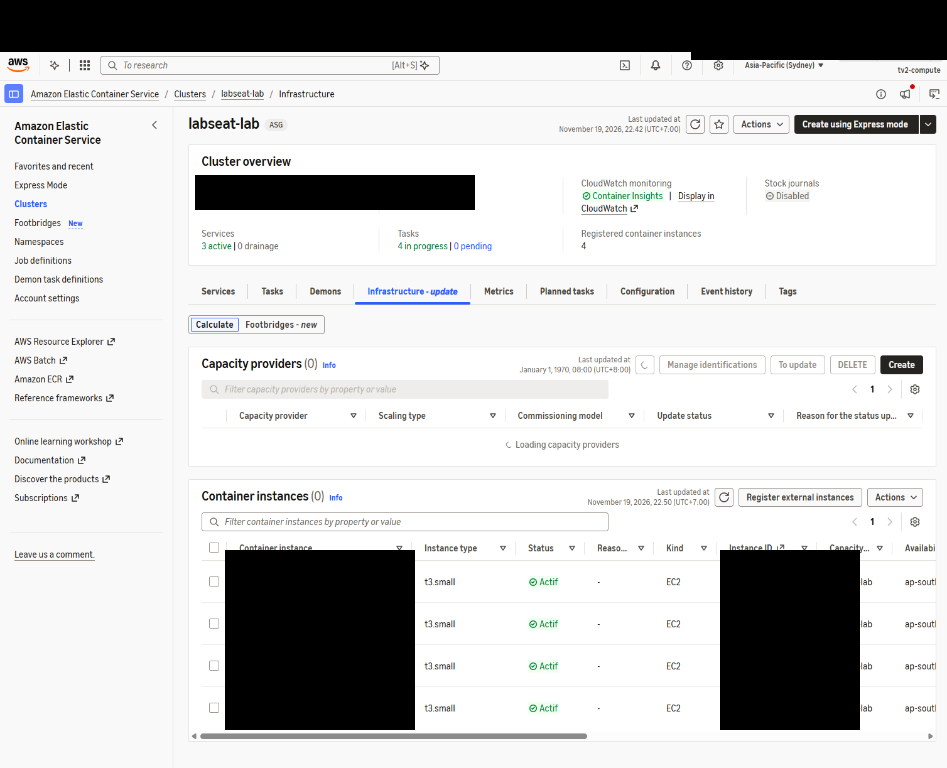 aws
To research
[Alt+S]
Asia-Pacific (Sydney)
tv2-compute
Amazon Elastic Container Service / Clusters / labseat-lab / Infrastructure
Amazon Elastic
Container Service
Favorites and recent
Express Mode
Clusters
Footbridges New
Namespaces
Job definitions
Demon task definitions
Account settings
AWS Resource Explorer
AWS Batch
Amazon ECR
Reference frameworks
Online learning workshop
Documentation
Discover the products
Subscriptions
Leave us a comment.
labseat-lab ASG
Last updated at
November 19, 2026, 22:42 (UTC+7:00)
Actions
Create using Express mode
Cluster overview
CloudWatch monitoring
Container Insights | Display in
CloudWatch
Stock journals
Disabled
Services
3 active | 0 drainage
Tasks
4 in progress | 0 pending
Registered container instances
4
Services Tasks Demons Infrastructure - update Metrics Planned tasks Configuration Event history Tags
Calculate Footbridges - new
Capacity providers (0) Info
Last updated at
January 1, 1970, 08:00 (UTC+8:00)
Manage identifications To update DELETE Create
Filter capacity providers by property or value
1
Capacity provider Scaling type Commissioning model Update status Reason for the status up...
Loading capacity providers
Container instances (0) Info
Last updated at
November 19, 2026, 22:50 (UTC+7:00)
Register external instances Actions
Filter container instances by property or value
1
Container instance Instance type Status Reaso... Kind Instance ID Capacity... Availabi
t3.small Actif - EC2 lab ap-sout
t3.small Actif - EC2 lab ap-sout
t3.small Actif - EC2 lab ap-sout
t3.small Actif - EC2 lab ap-sout